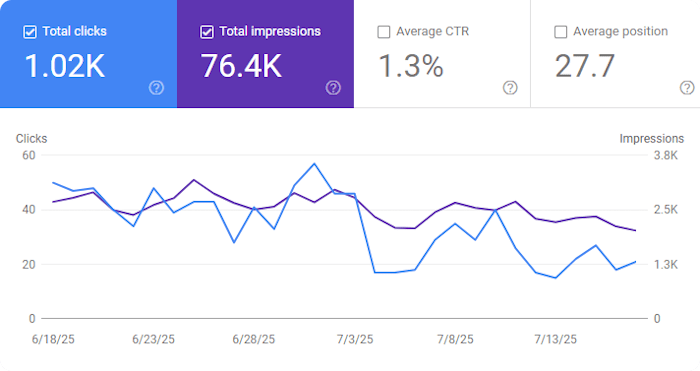 Total clicks
1.02K
Total impressions
76.4K
Average CTR
1.3%
Average position
27.7
Clicks
Impressions
60
3.8K
40
2.5K
20
1.3K
0
0
6/18/25
6/23/25
6/28/25
7/3/25
7/8/25
7/13/25